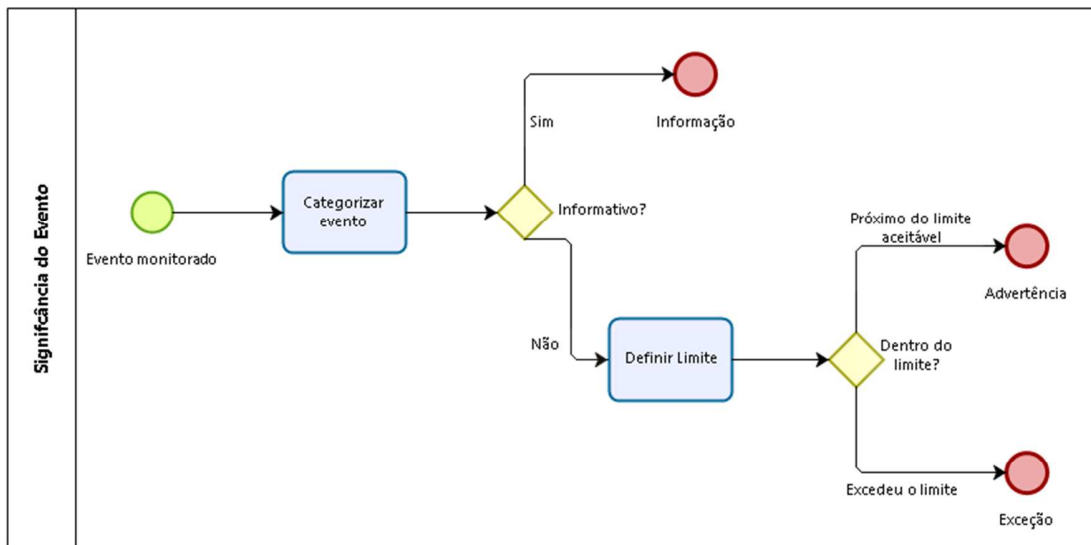 Signifcância do Evento
Evento monitorado
Categorizar
evento
Informativo?
Sim
Informação
Não
Definir Limite
Dentro do
limite?
Próximo do limite
aceitável
Advertência
Excedeu o limite
Exceção